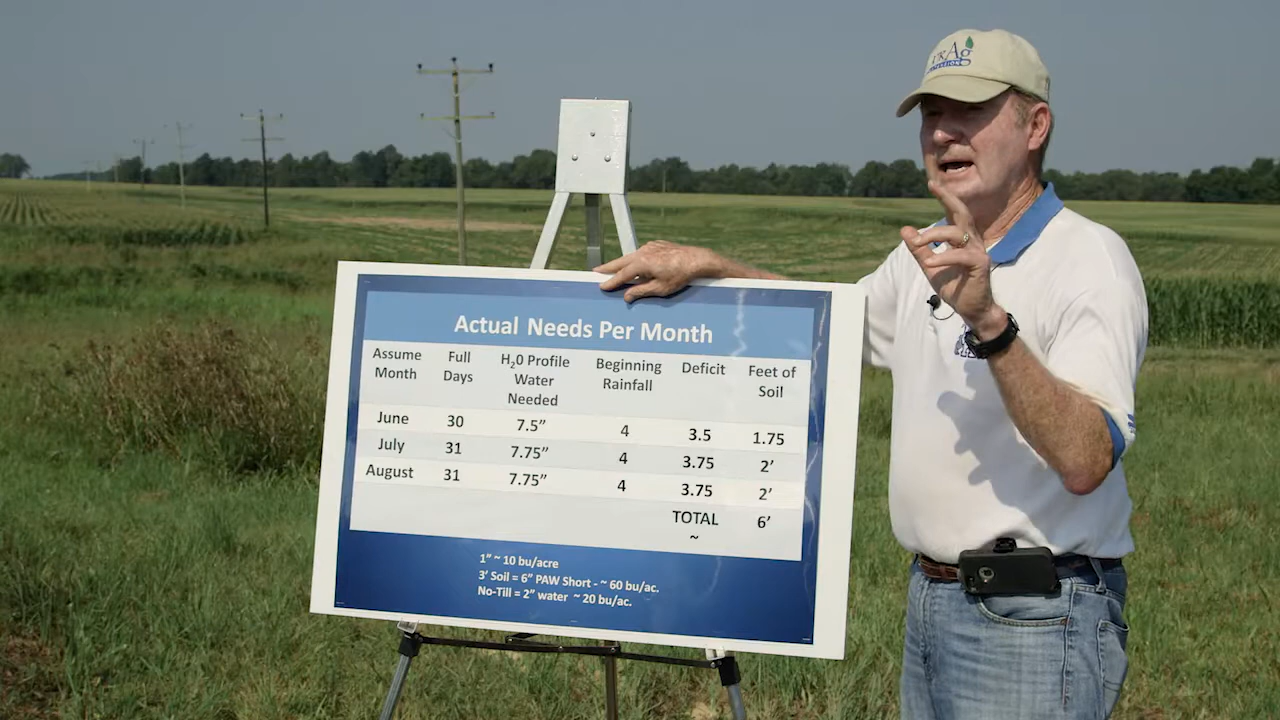 UKAg
Actual Needs Per Month
Assume Month Full Days H₂0 Profile Water Needed Beginning Rainfall Deficit Feet of Soil
June 30 7.5” 4 3.5 1.75
July 31 7.75” 4 3.75 2’
August 31 7.75” 4 3.75 2’
TOTAL ~ 6’
1” ~ 10 bu/acre
3’ Soil = 6” PAW Short - ~ 60 bu/ac.
No-Till = 2” water ~ 20 bu/ac.